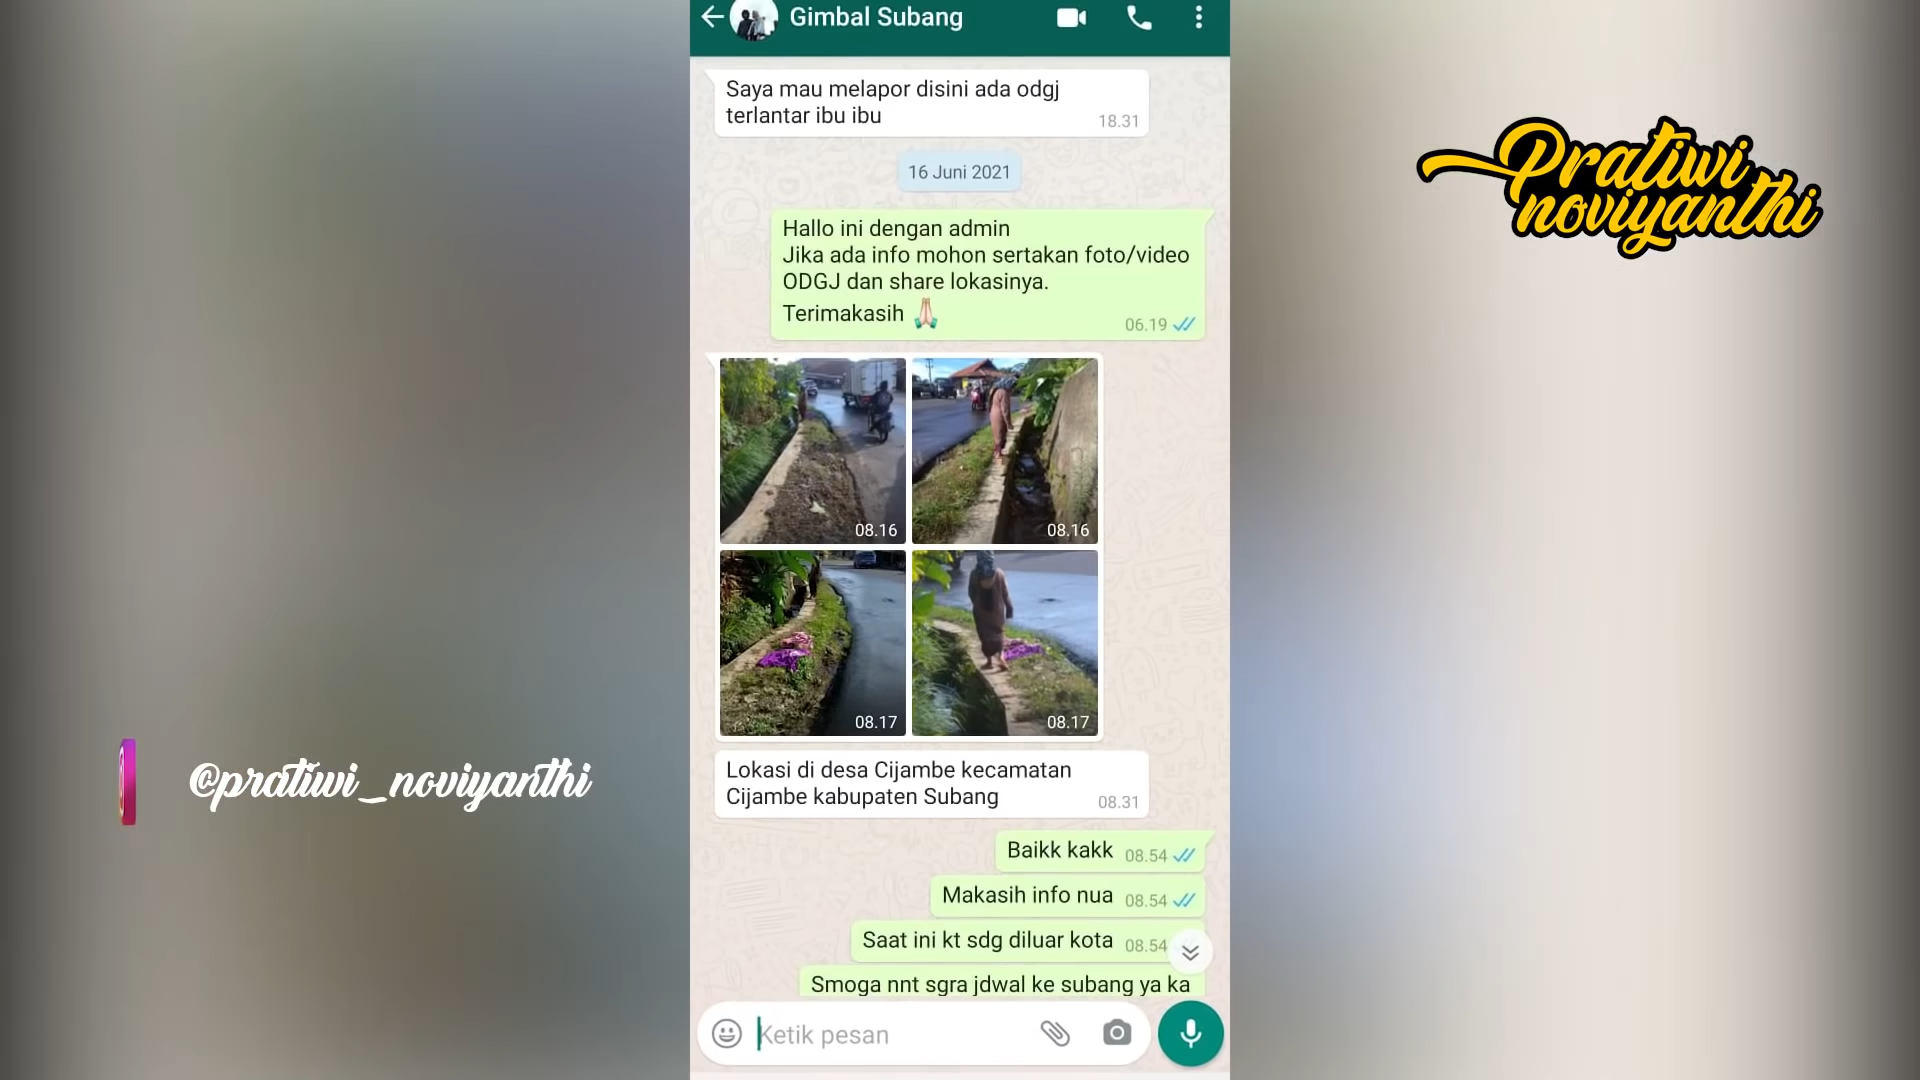 Gimbal Subang
Saya mau melapor disini ada odgj
terlantar ibu ibu
18.31
16 Juni 2021
Hallo ini dengan admin
Jika ada info mohon sertakan foto/video
ODGJ dan share lokasinya.
Terimakasih 🙏🏻
06.19
08.16
08.16
08.17
08.17
Lokasi di desa Cijambe kecamatan
Cijambe kabupaten Subang
08.31
Baikk kakk 08.54
Makasih info nua 08.54
Saat ini kt sdg diluar kota 08.54
Smoga nnt sgra jdwal ke subang ya ka
Ketik pesan
Pratiwi
noviyanthi
@pratiwi_noviyanthi